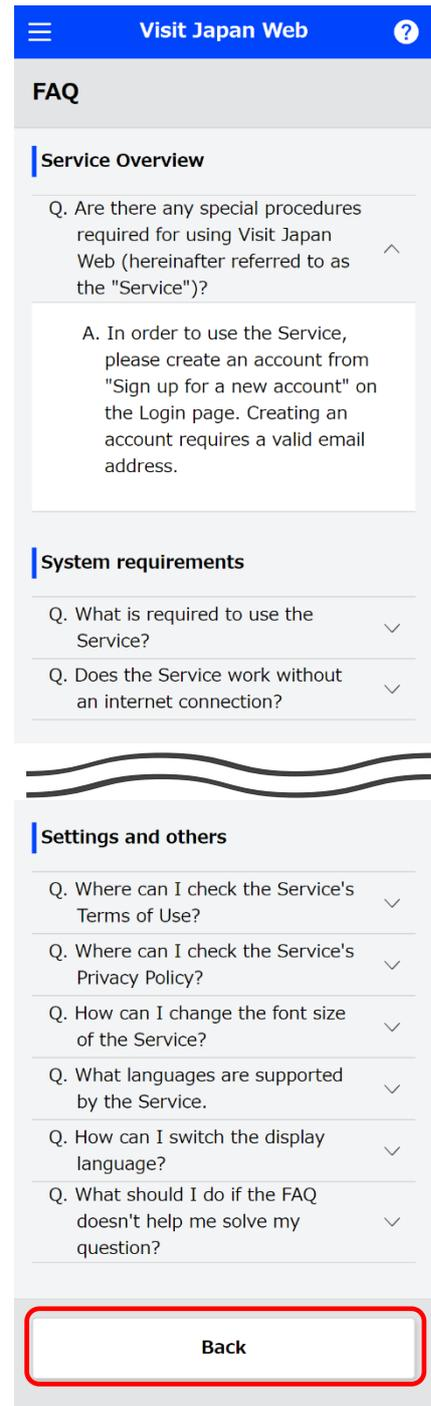 Visit Japan Web
?
FAQ
Service Overview
Q. Are there any special procedures
required for using Visit Japan
Web (hereinafter referred to as
the "Service")?
A. In order to use the Service,
please create an account from
"Sign up for a new account" on
the Login page. Creating an
account requires a valid email
address.
System requirements
Q. What is required to use the
Service?
Q. Does the Service work without
an internet connection?
Settings and others
Q. Where can I check the Service's
Terms of Use?
Q. Where can I check the Service's
Privacy Policy?
Q. How can I change the font size
of the Service?
Q. What languages are supported
by the Service.
Q. How can I switch the display
language?
Q. What should I do if the FAQ
doesn't help me solve my
question?
Back